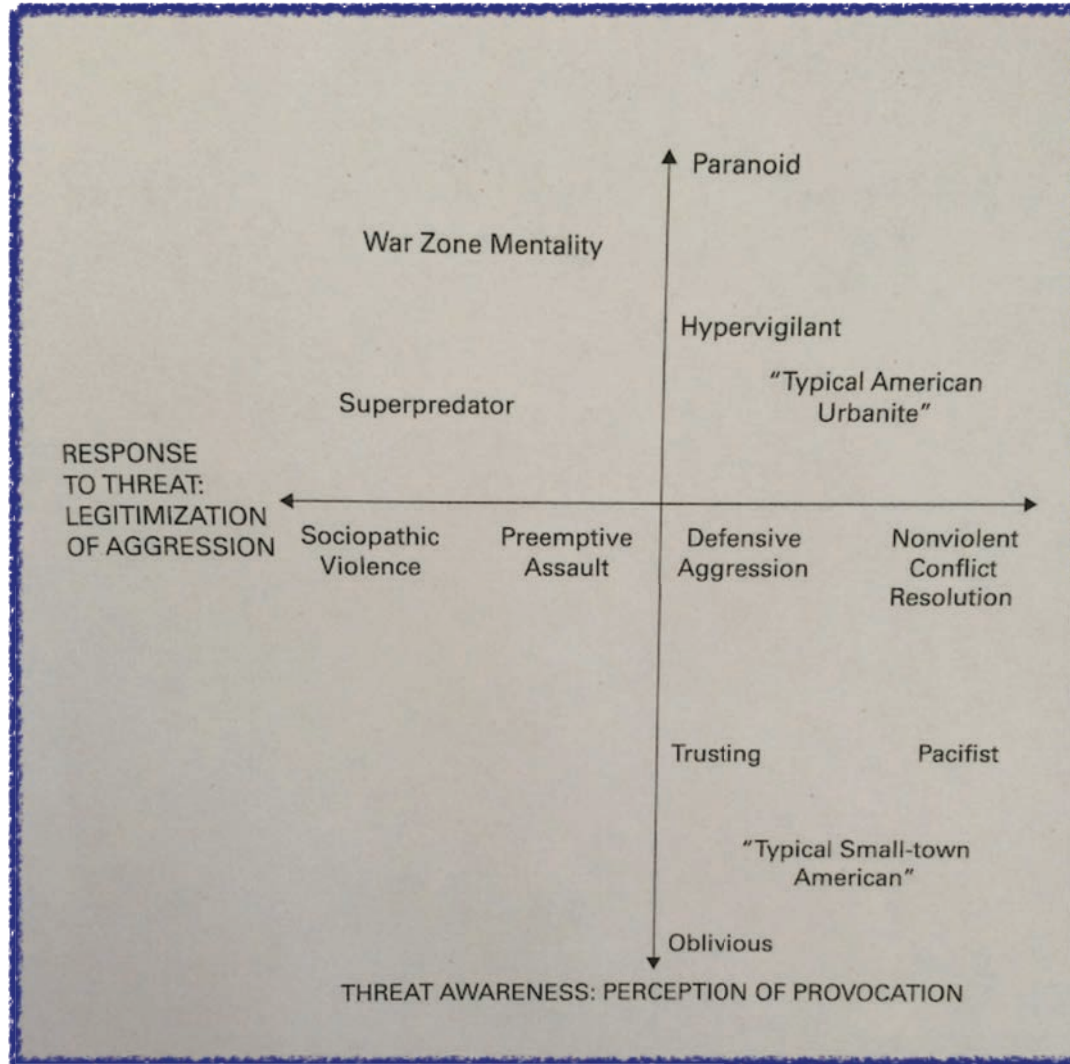 Paranoid
War Zone Mentality
Hypervigilant
"Typical American
Urbanite"
Superpredator
RESPONSE
TO THREAT:
LEGITIMIZATION
OF AGGRESSION
Sociopathic
Violence
Preemptive
Assault
Defensive
Aggression
Nonviolent
Conflict
Resolution
Trusting
Pacifist
"Typical Small-town
American"
Oblivious
THREAT AWARENESS: PERCEPTION OF PROVOCATION